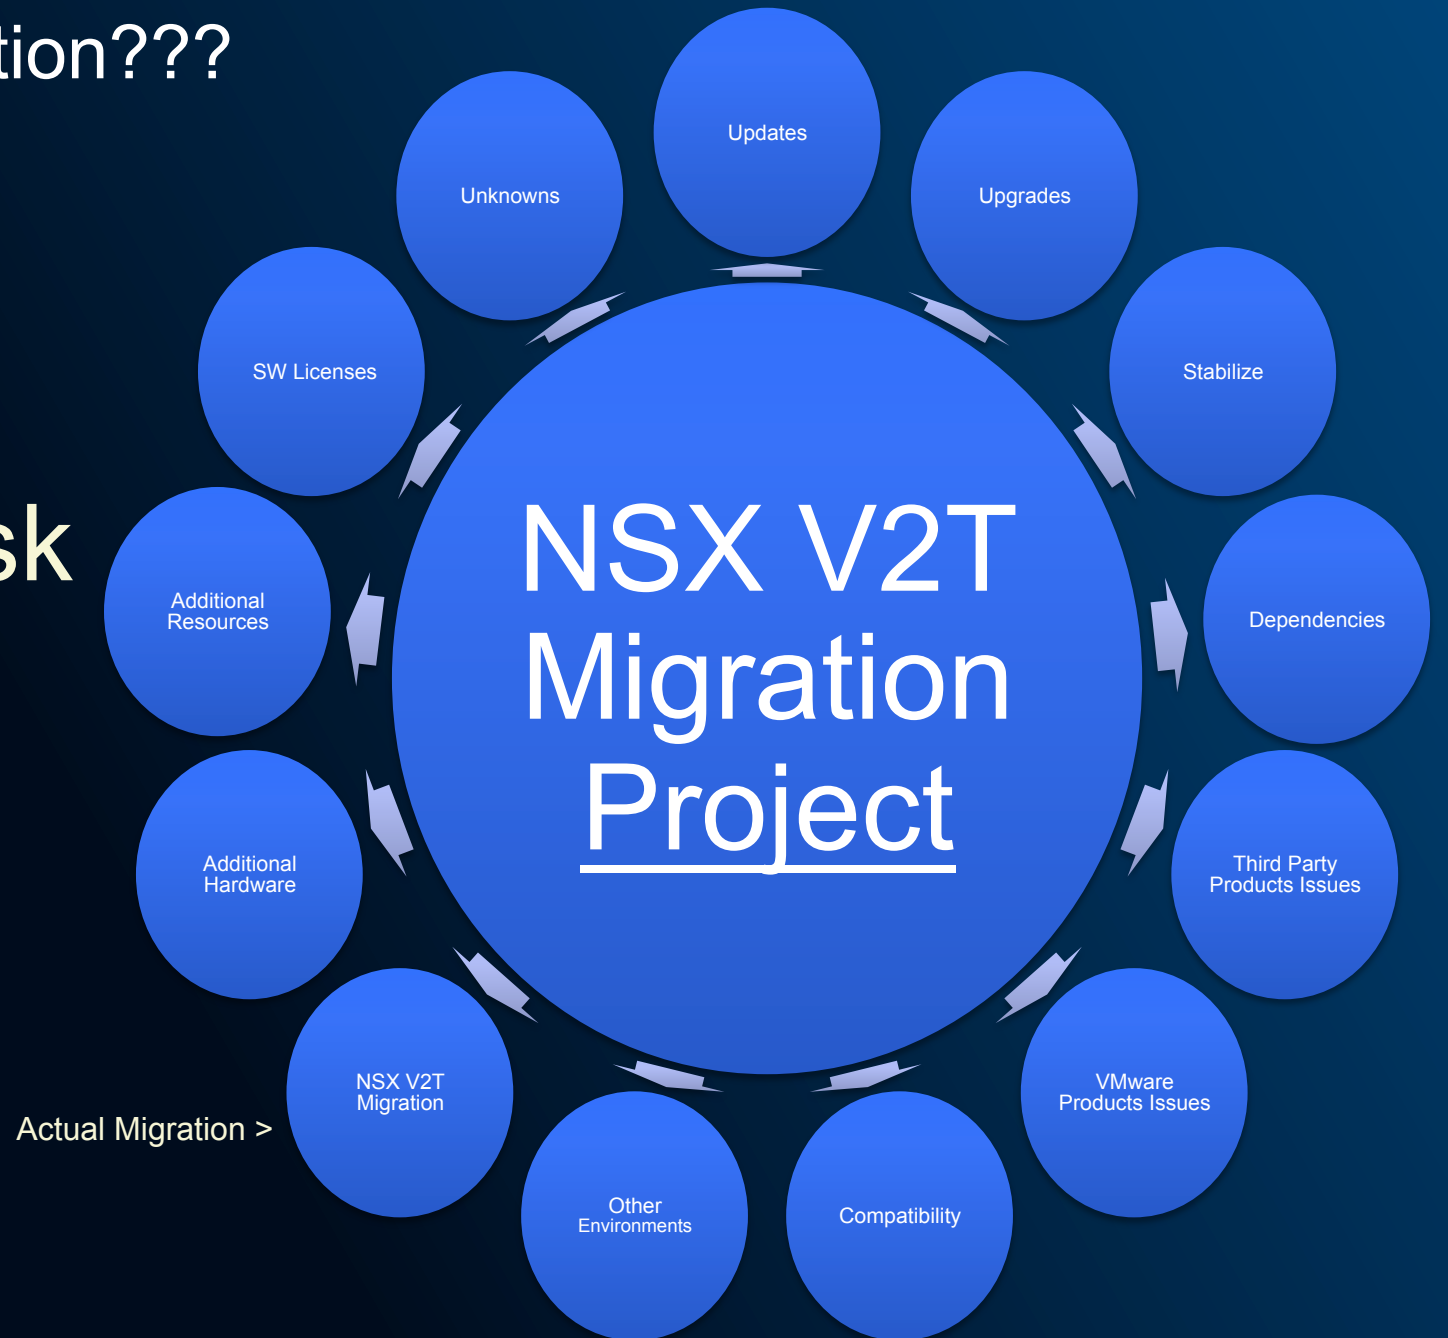 tion???
Updates
Unknowns
Upgrades
SW Licenses
Stabilize
sk
Additional
Resources
NSX V2T
Migration
Project
Dependencies
Additional
Hardware
Third Party
Products Issues
NSX V2T
Migration
VMware
Products Issues
Actual Migration >
Other
Environments
Compatibility